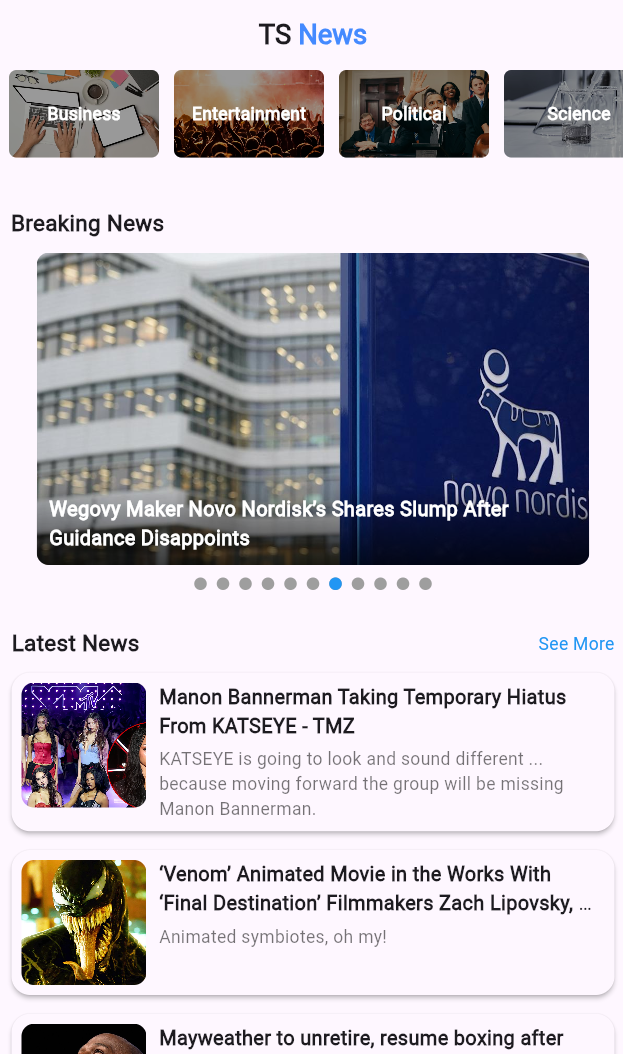 TS News
Business
Entertainment
Political
Science
Breaking News
novo nordis
Wegovy Maker Novo Nordisk's Shares Slump After
Guidance Disappoints
Latest News
See More
Manon Bannerman Taking Temporary Hiatus
From KATSEYE - TMZ
KATSEYE is going to look and sound different ...
because moving forward the group will be missing
Manon Bannerman.
‘Venom’ Animated Movie in the Works With
‘Final Destination’ Filmmakers Zach Lipovsky, ...
Animated symbiotes, oh my!
Mayweather to unretire, resume boxing after